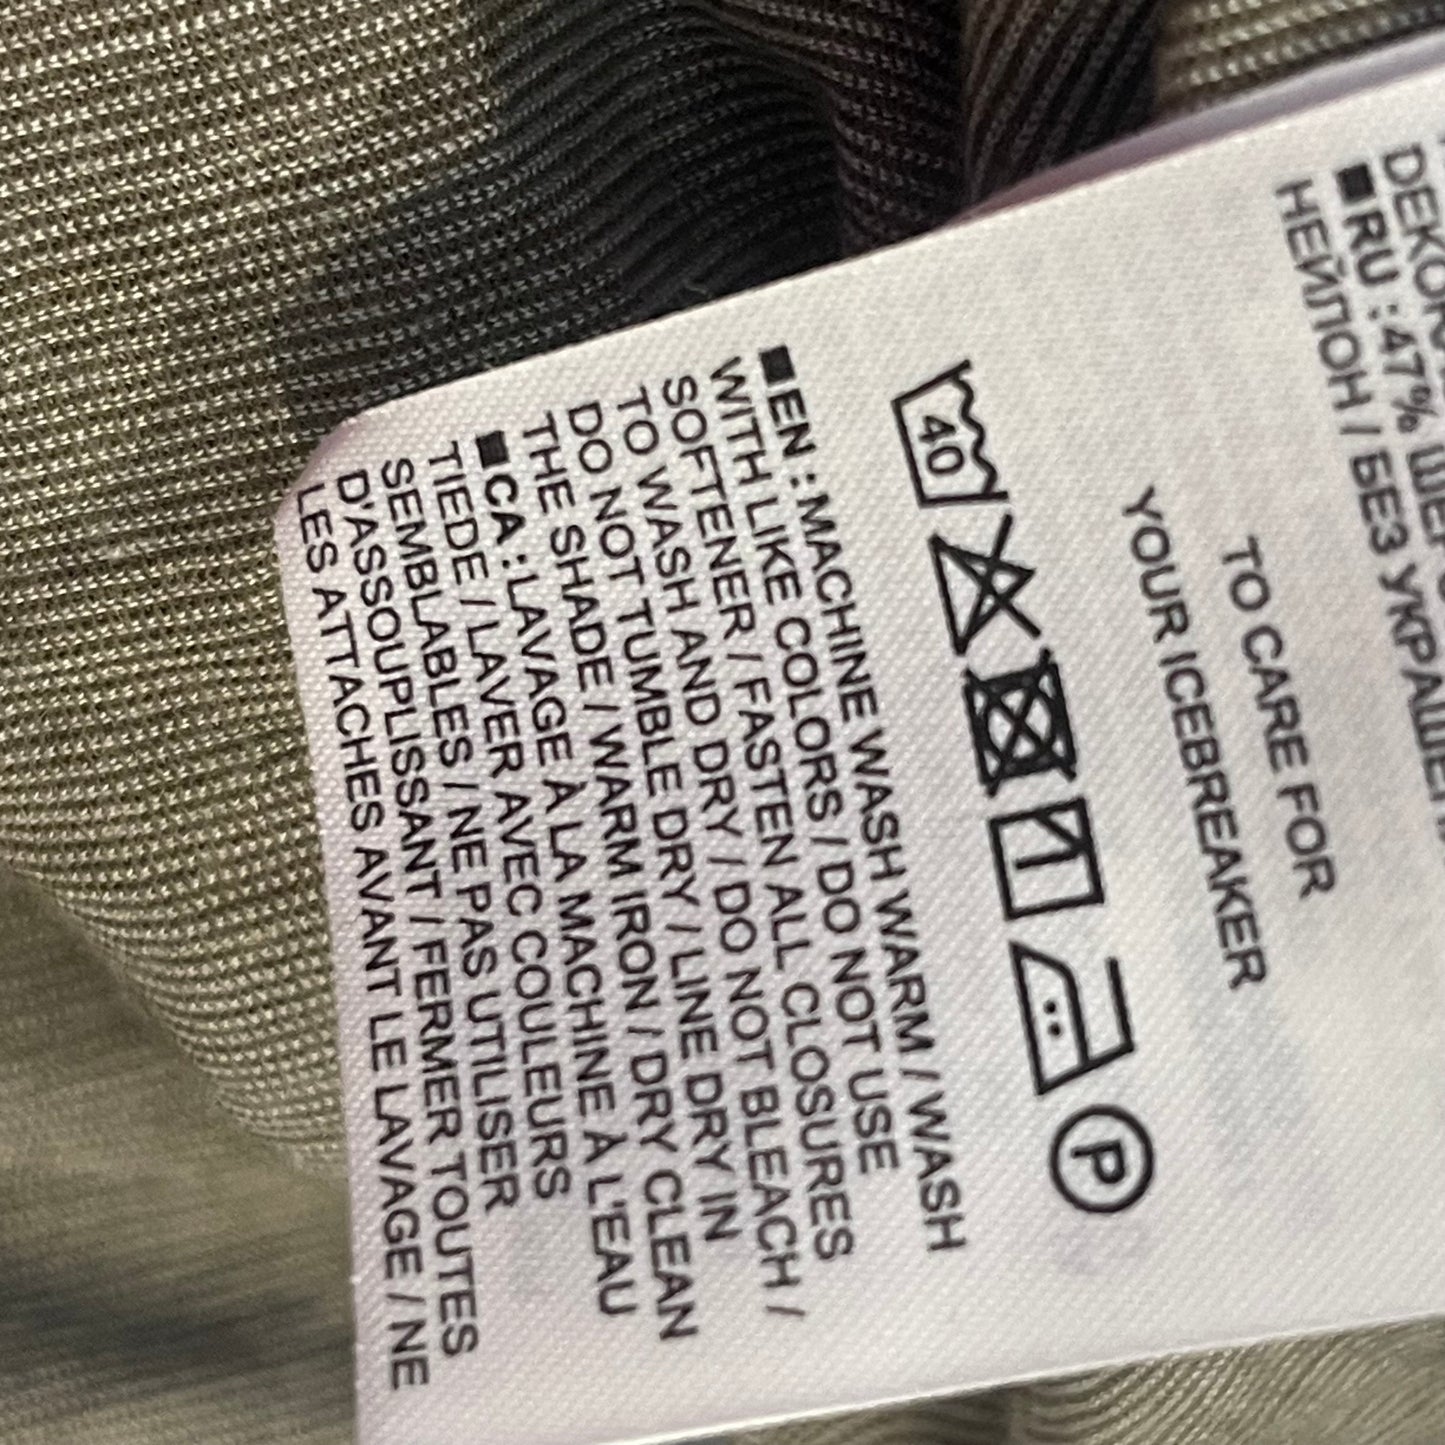 DEKOR
■RU : 47%
НЕЙЛОН / БЕЗ
TO CARE FOR
YOUR ICEBREAKER
40
P
■EN : MACHINE WASH WARM / WASH
WITH LIKE COLORS / DO NOT USE
SOFTENER / FASTEN ALL CLOSURES
TO WASH AND DRY / DO NOT BLEACH /
DO NOT TUMBLE DRY / LINE DRY IN
THE SHADE / WARM IRON / DRY CLEAN
■CA : LAVAGE À LA MACHINE À L'EAU
TIEDE / LAVER AVEC COULEURS
SEMBLABLES / NE PAS UTILISER
D'ASSOUPLISSANT / FERMER TOUTES
LES ATTACHES AVANT LE LAVAGE / NE